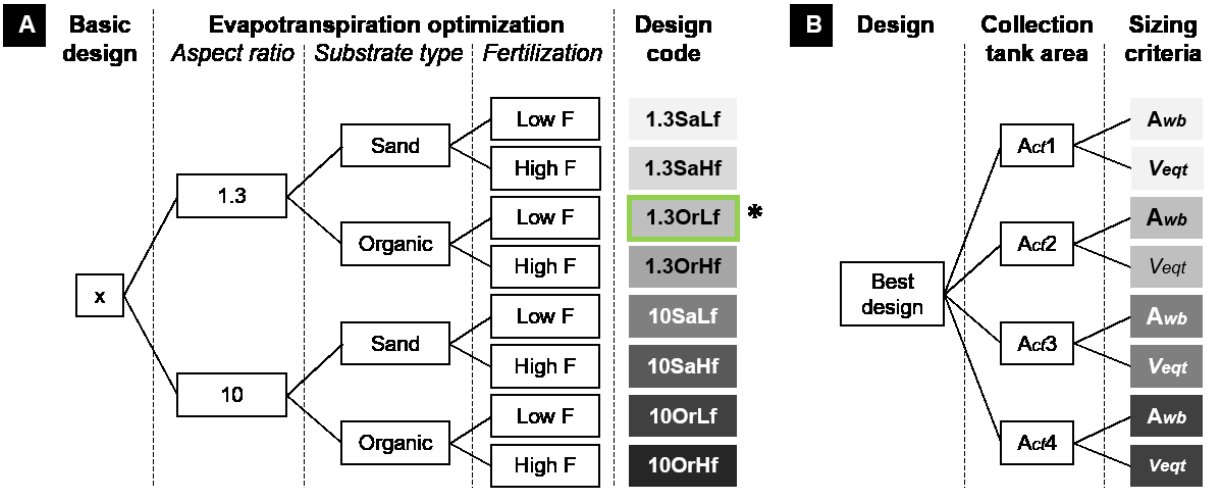 A
Basic design
Evapotranspiration optimization
Aspect ratio
Substrate type
Fertilization
Design code
x
1.3
10
Sand
Organic
Sand
Organic
Low F
High F
Low F
High F
Low F
High F
Low F
High F
1.3SaLf
1.3SaHf
1.3OrLf *
1.3OrHf
10SaLf
10SaHf
10OrLf
10OrHf
B
Design
Collection tank area
Sizing criteria
Best design
Act1
Act2
Act3
Act4
Awb
Veqt
Awb
Veqt
Awb
Veqt
Awb
Veqt